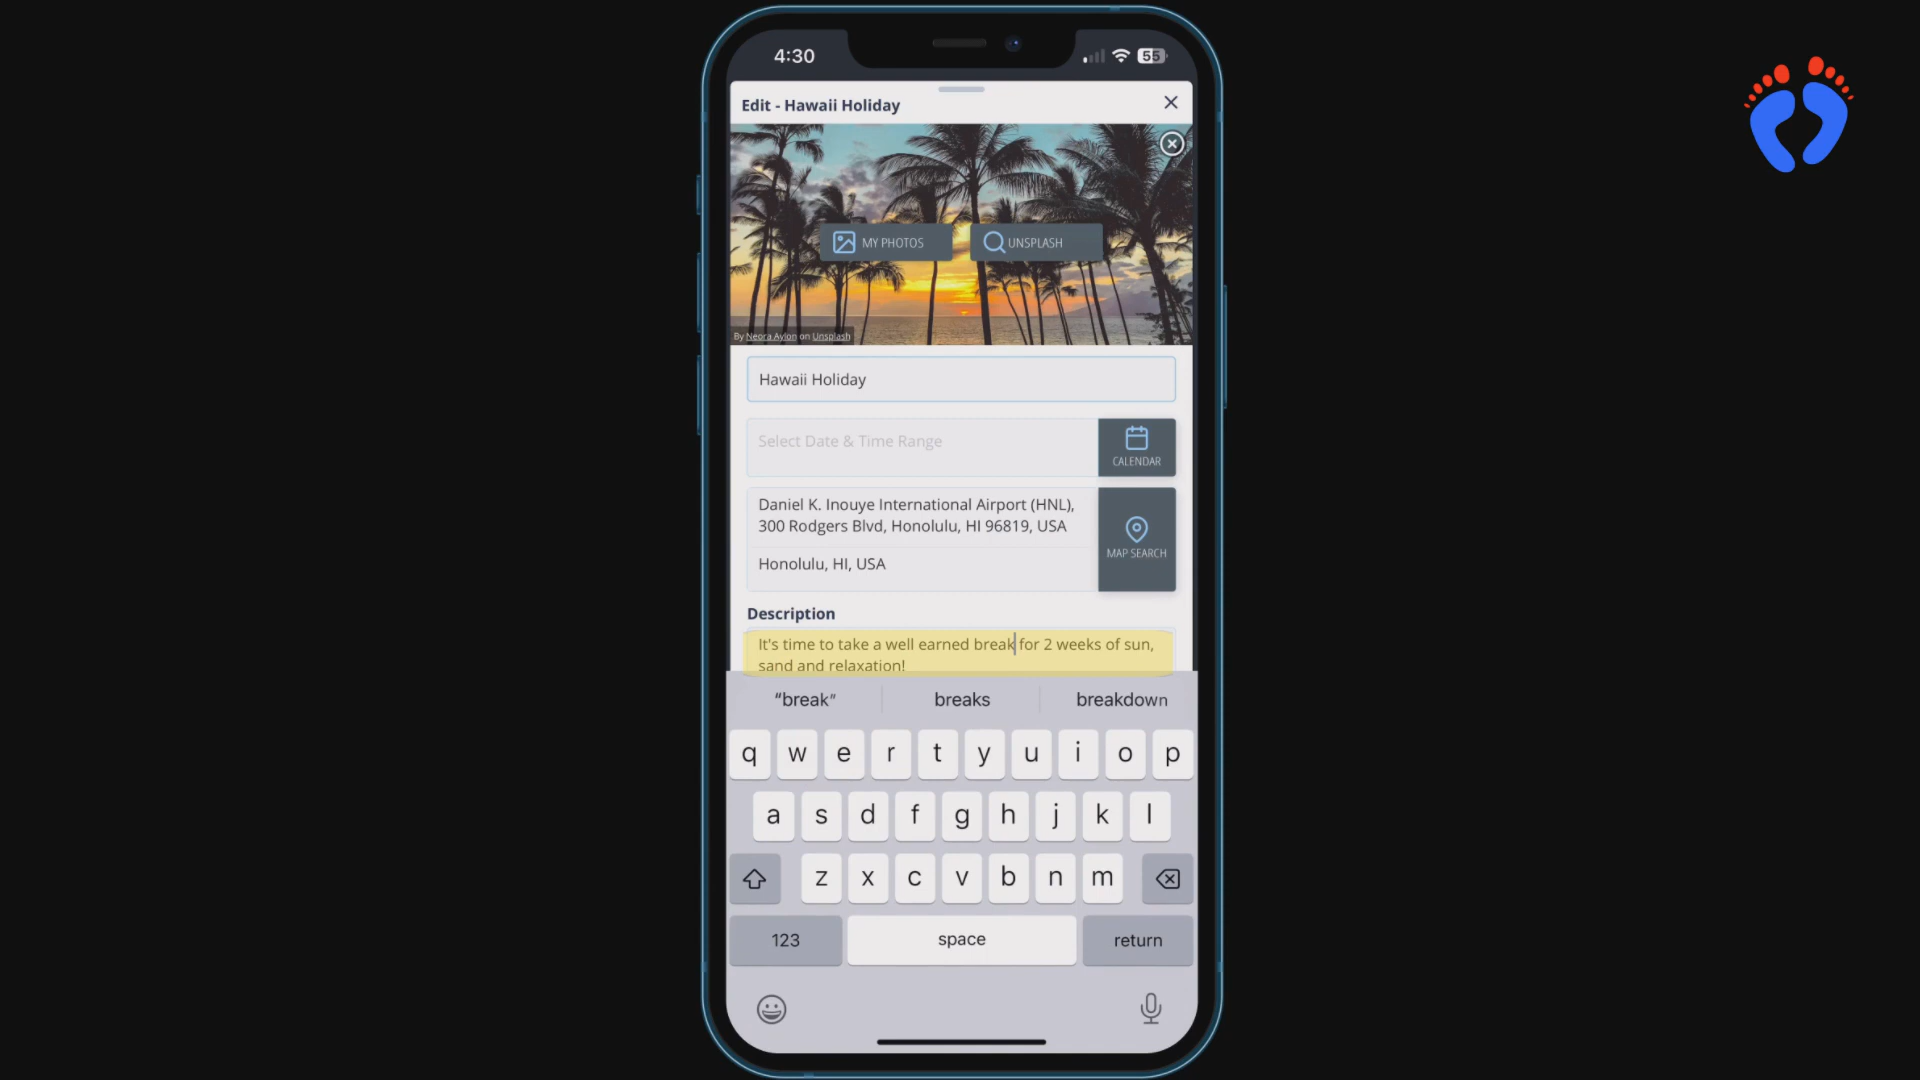 4:30
55
Edit - Hawaii Holiday
MY PHOTOS
UNSPLASH
By Neora Aylon on Unsplash
Hawaii Holiday
Select Date & Time Range
CALENDAR
Daniel K. Inouye International Airport (HNL),
300 Rodgers Blvd, Honolulu, HI 96819, USA
MAP SEARCH
Honolulu, HI, USA
Description
It's time to take a well earned break for 2 weeks of sun,
sand and relaxation!
“break” breaks breakdown
q w e r t y u i o p
a s d f g h j k l
z x c v b n m
123 space return